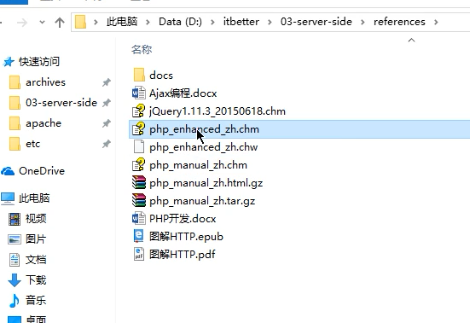 此电脑 > Data (D:) > itbetter > 03-server-side > references >
名称
快速访问
archives
03-server-side
apache
etc
OneDrive
此电脑
视频
图片
文档
下载
音乐
桌面
docs
Ajax编程.docx
jQuery1.11.3_20150618.chm
php_enhanced_zh.chm
php_enhanced_zh.chw
php_manual_zh.chm
php_manual_zh.html.gz
php_manual_zh.tar.gz
PHP开发.docx
图解HTTP.epub
图解HTTP.pdf